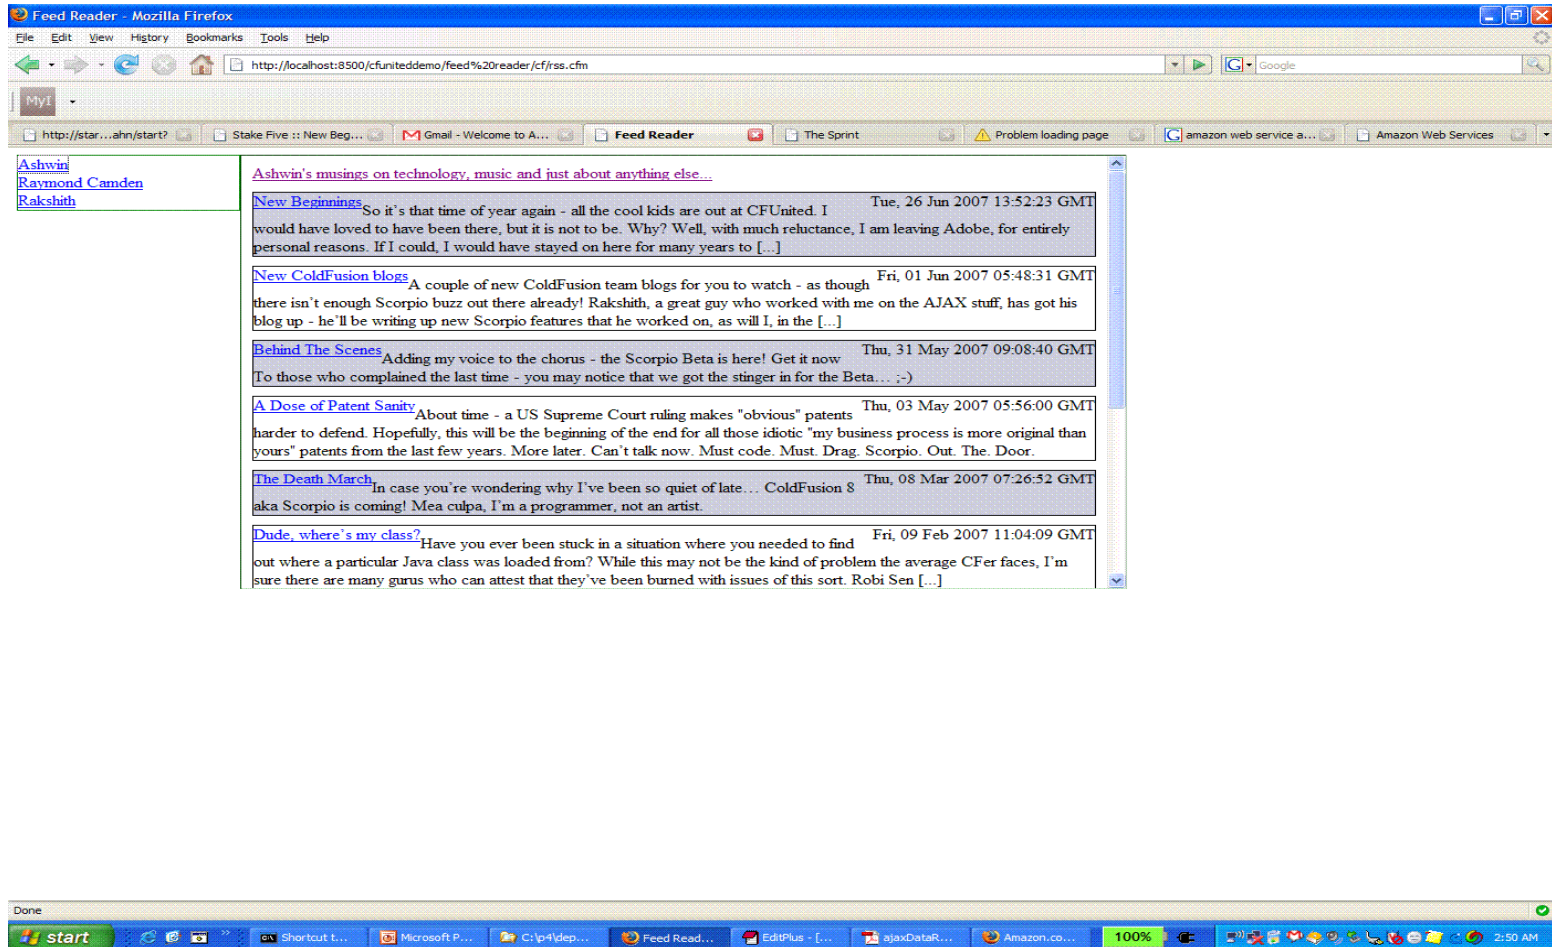 Feed Reader - Mozilla Firefox
File Edit View History Bookmarks Tools Help
http://localhost:8500/cfuniteddemo/feed%20reader/cf/rss.cfm
G Google
MyI
http://star...ahn/start? Stake Five :: New Beg... Gmail - Welcome to A... Feed Reader The Sprint Problem loading page amazon web service a... Amazon Web Services
Ashwin
Raymond Camden
Rakshith
Ashwin's musings on technology, music and just about anything else...
New Beginnings Tue, 26 Jun 2007 13:52:23 GMT
So it's that time of year again - all the cool kids are out at CFUnited. I
would have loved to have been there, but it is not to be. Why? Well, with much reluctance, I am leaving Adobe, for entirely
personal reasons. If I could, I would have stayed on here for many years to [...]
New ColdFusion blogs Fri, 01 Jun 2007 05:48:31 GMT
A couple of new ColdFusion team blogs for you to watch - as though
there isn't enough Scorpio buzz out there already! Rakshith, a great guy who worked with me on the AJAX stuff, has got his
blog up - he'll be writing up new Scorpio features that he worked on, as will I, in the [...]
Behind The Scenes Thu, 31 May 2007 09:08:40 GMT
Adding my voice to the chorus - the Scorpio Beta is here! Get it now
To those who complained the last time - you may notice that we got the stinger in for the Beta… ;-)
A Dose of Patent Sanity Thu, 03 May 2007 05:56:00 GMT
About time - a US Supreme Court ruling makes "obvious" patents
harder to defend. Hopefully, this will be the beginning of the end for all those idiotic "my business process is more original than
yours" patents from the last few years. More later. Can't talk now. Must code. Must. Drag. Scorpio. Out. The. Door.
The Death March Thu, 08 Mar 2007 07:26:52 GMT
In case you're wondering why I've been so quiet of late… ColdFusion 8
aka Scorpio is coming! Mea culpa, I'm a programmer, not an artist.
Dude, where's my class? Fri, 09 Feb 2007 11:04:09 GMT
Have you ever been stuck in a situation where you needed to find
out where a particular Java class was loaded from? While this may not be the kind of problem the average CFer faces, I'm
sure there are many gurus who can attest that they've been burned with issues of this sort. Robi Sen [...]
Done
start Shortcut t... Microsoft P... C:\p4\dep... Feed Read... EditPlus - [... ajaxDataR... Amazon.co... 100% 2:50 AM